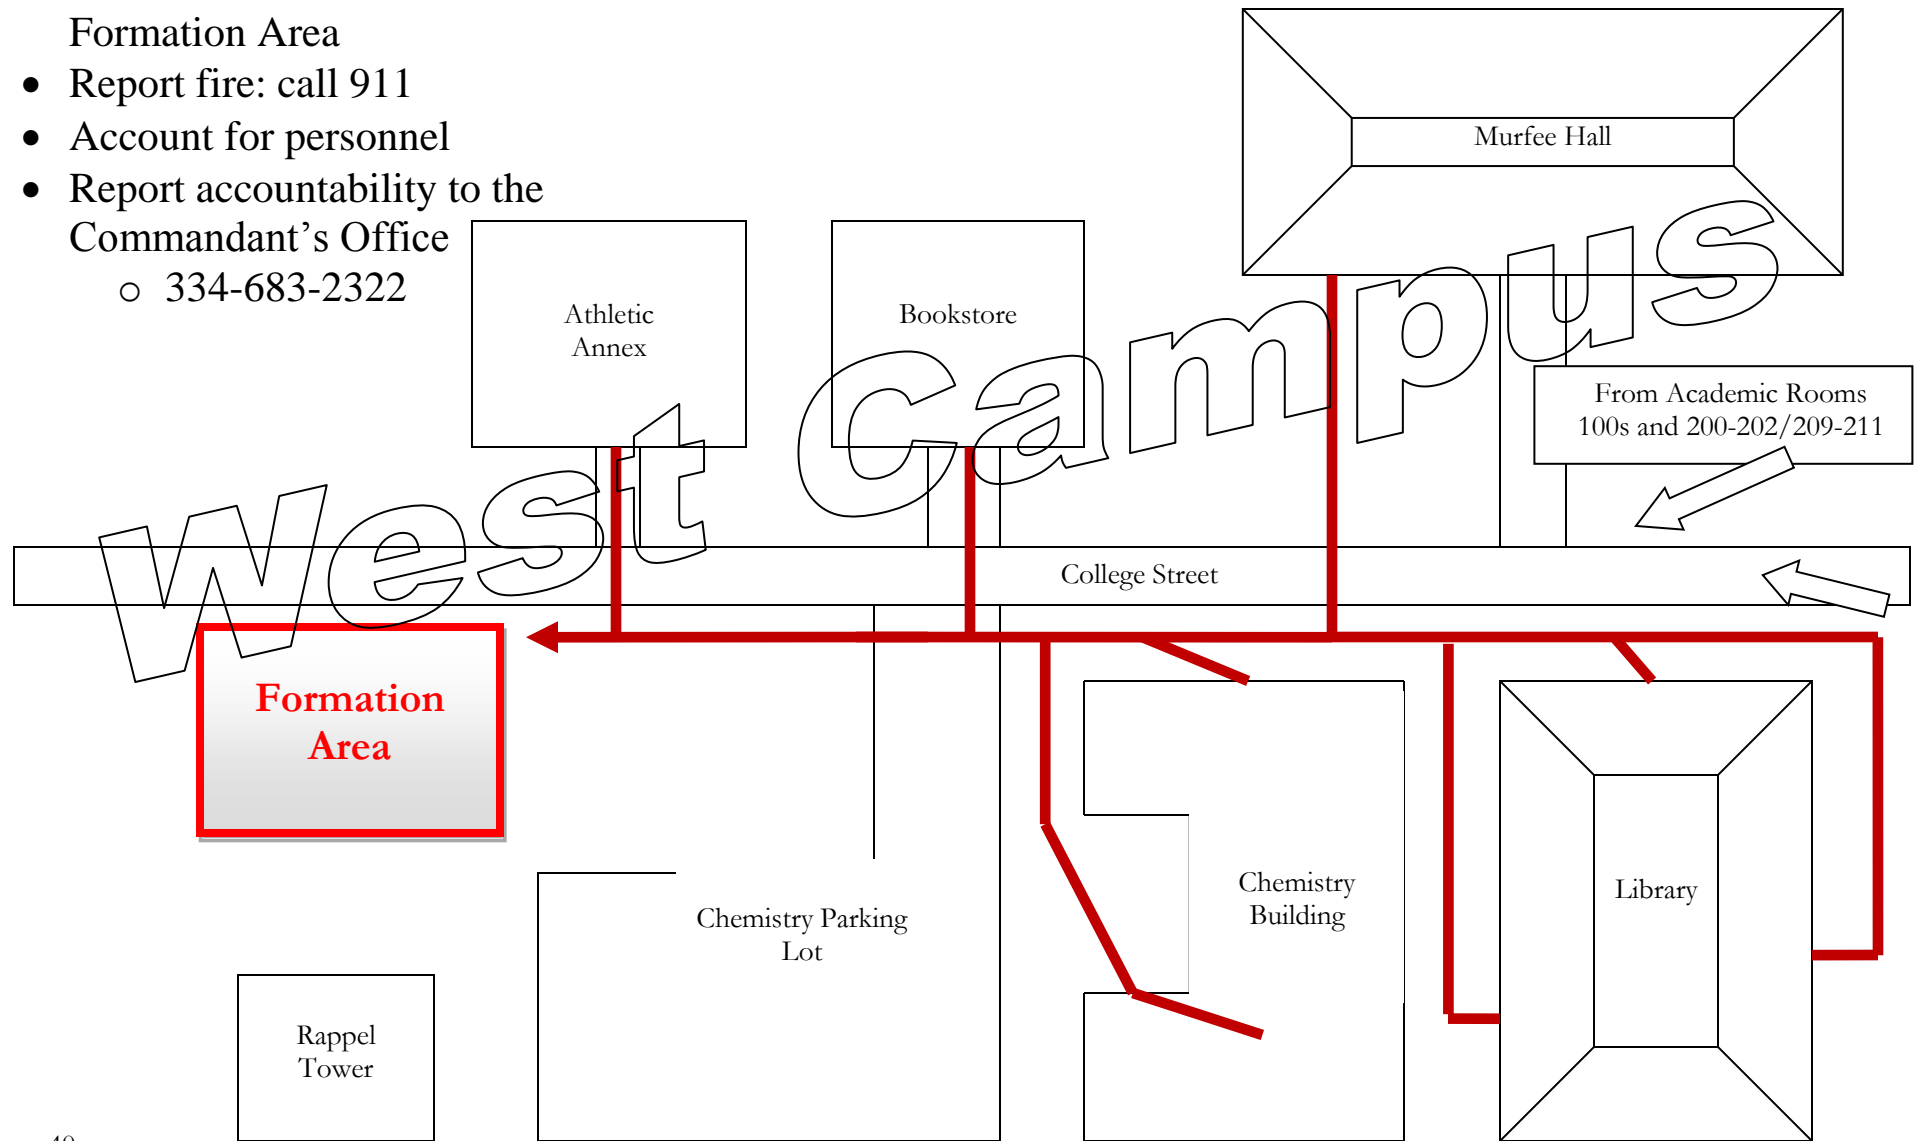 Formation Area
• Report fire: call 911
• Account for personnel
• Report accountability to the
Commandant’s Office
o 334-683-2322
Murfee Hall
Athletic
Annex
Bookstore
West Campus
From Academic Rooms
100s and 200-202/209-211
College Street
Formation
Area
Chemistry Parking
Lot
Chemistry
Building
Library
Rappel
Tower